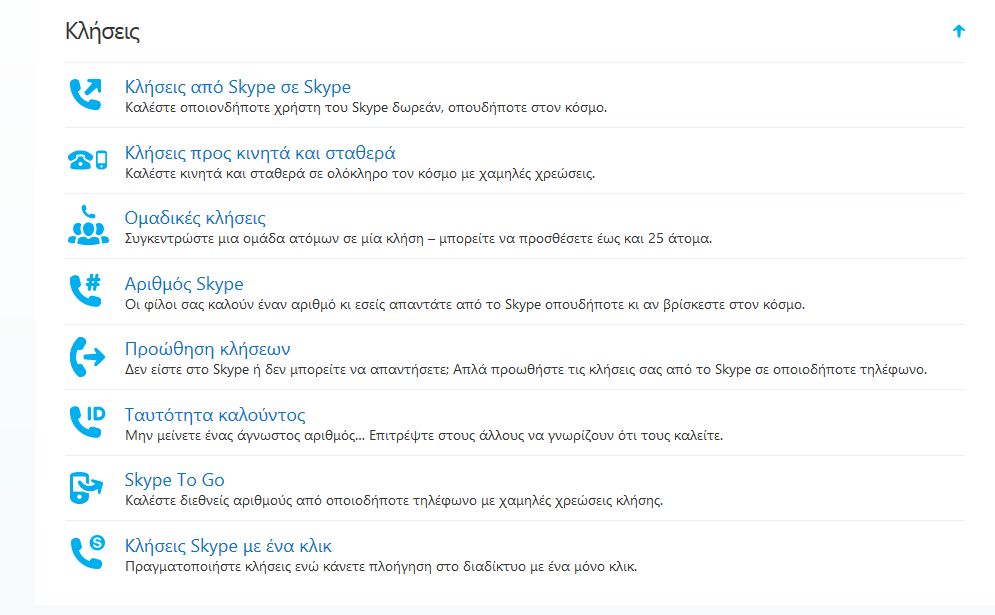 Κλήσεις
Κλήσεις από Skype σε Skype
Καλέστε οποιονδήποτε χρήστη του Skype δωρεάν, οπουδήποτε στον κόσμο.
Κλήσεις προς κινητά και σταθερά
Καλέστε κινητά και σταθερά σε ολόκληρο τον κόσμο με χαμηλές χρεώσεις.
Ομαδικές κλήσεις
Συγκεντρώστε μια ομάδα ατόμων σε μία κλήση – μπορείτε να προσθέσετε έως και 25 άτομα.
#
Αριθμός Skype
Οι φίλοι σας καλούν έναν αριθμό κι εσείς απαντάτε από το Skype οπουδήποτε κι αν βρίσκεστε στον κόσμο.
Προώθηση κλήσεων
Δεν είστε στο Skype ή δεν μπορείτε να απαντήσετε; Απλά προωθήστε τις κλήσεις σας από το Skype σε οποιοδήποτε τηλέφωνο.
ID
Ταυτότητα καλούντος
Μην μείνετε ένας άγνωστος αριθμός... Επιτρέψτε στους άλλους να γνωρίζουν ότι τους καλείτε.
Skype To Go
Καλέστε διεθνείς αριθμούς από οποιοδήποτε τηλέφωνο με χαμηλές χρεώσεις κλήσης.
S
Κλήσεις Skype με ένα κλικ
Πραγματοποιήστε κλήσεις ενώ κάνετε πλοήγηση στο διαδίκτυο με ένα μόνο κλικ.